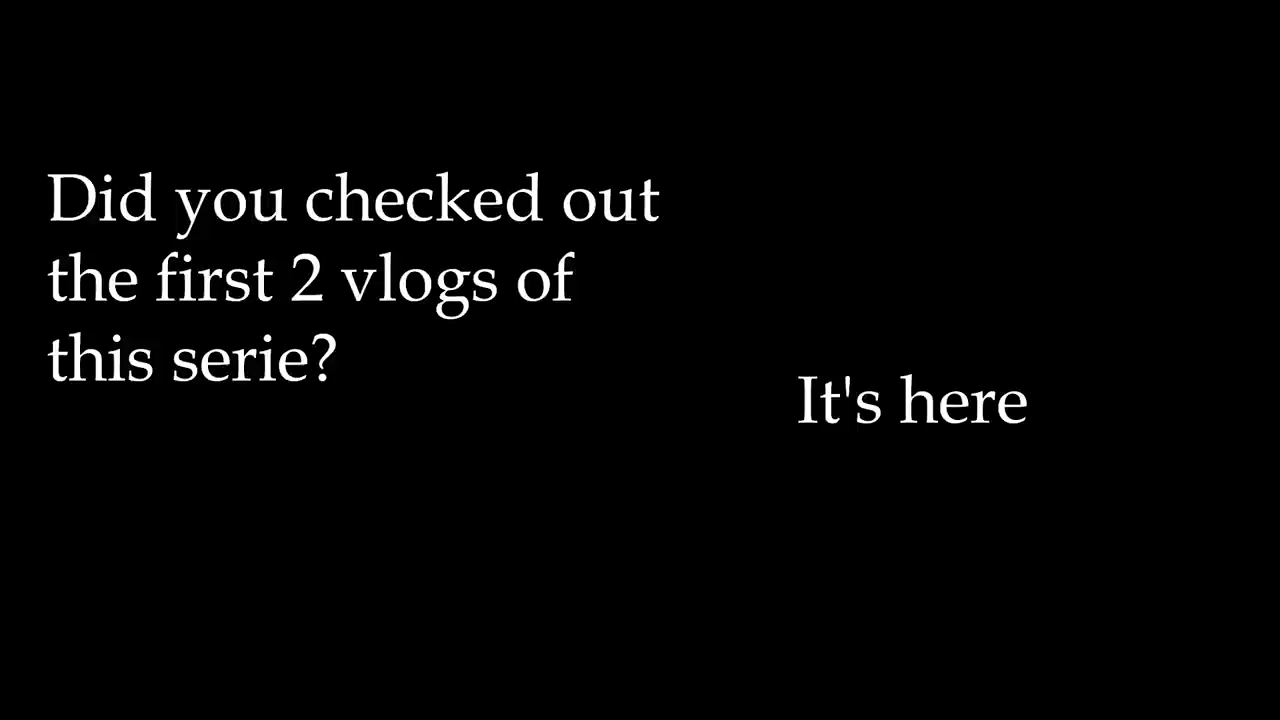 Did you checked out
the first 2 vlogs of
this serie?
It's here